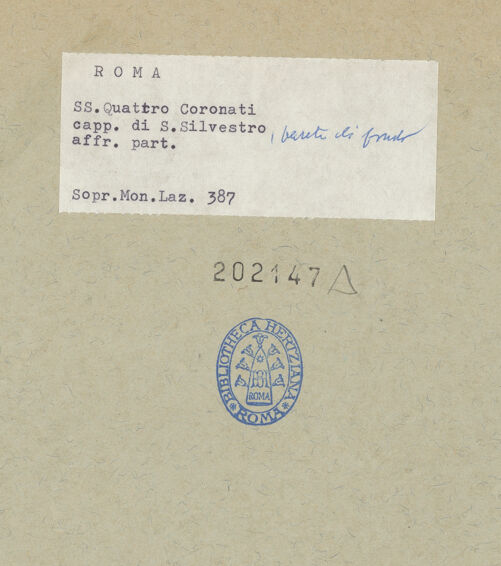 ROMA
SS.Quattro Coronati
capp. di S.Silvestro, parete di fondo
affr. part.
Sopr.Mon.Laz. 387
202147 Δ
BIBLIOTHECA HERTZIANA
ROMA
* ROMA *